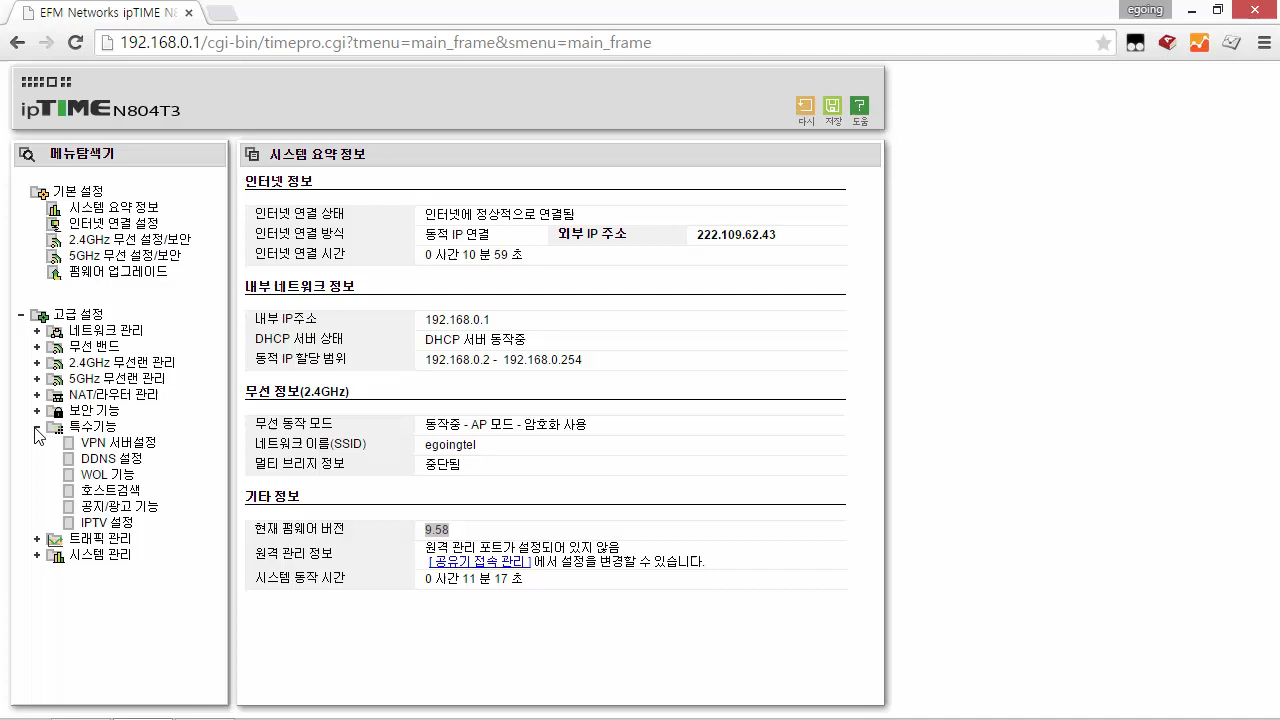 EFM Networks ipTIME N8
egoing
192.168.0.1/cgi-bin/timepro.cgi?tmenu=main_frame&smenu=main_frame
ipTIME N804T3
다시 저장 도움
메뉴탐색기
기본 설정
시스템 요약 정보
인터넷 연결 설정
2.4GHz 무선 설정/보안
5GHz 무선 설정/보안
펌웨어 업그레이드
고급 설정
네트워크 관리
무선 밴드
2.4GHz 무선랜 관리
5GHz 무선랜 관리
NAT/라우터 관리
보안 기능
특수기능
VPN 서버설정
DDNS 설정
WOL 기능
호스트검색
공지/광고 기능
IPTV 설정
트래픽 관리
시스템 관리
시스템 요약 정보
인터넷 정보
인터넷 연결 상태 인터넷에 정상적으로 연결됨
인터넷 연결 방식 동적 IP 연결 외부 IP 주소 222.109.62.43
인터넷 연결 시간 0 시간 10 분 59 초
내부 네트워크 정보
내부 IP주소 192.168.0.1
DHCP 서버 상태 DHCP 서버 동작중
동적 IP 할당 범위 192.168.0.2 - 192.168.0.254
무선 정보(2.4GHz)
무선 동작 모드 동작중 - AP 모드 - 암호화 사용
네트워크 이름(SSID) egoingtel
멀티 브리지 정보 중단됨
기타 정보
현재 펌웨어 버전 9.58
원격 관리 정보 원격 관리 포트가 설정되어 있지 않음
[ 공유기 접속 관리 ]에서 설정을 변경할 수 있습니다.
시스템 동작 시간 0 시간 11 분 17 초